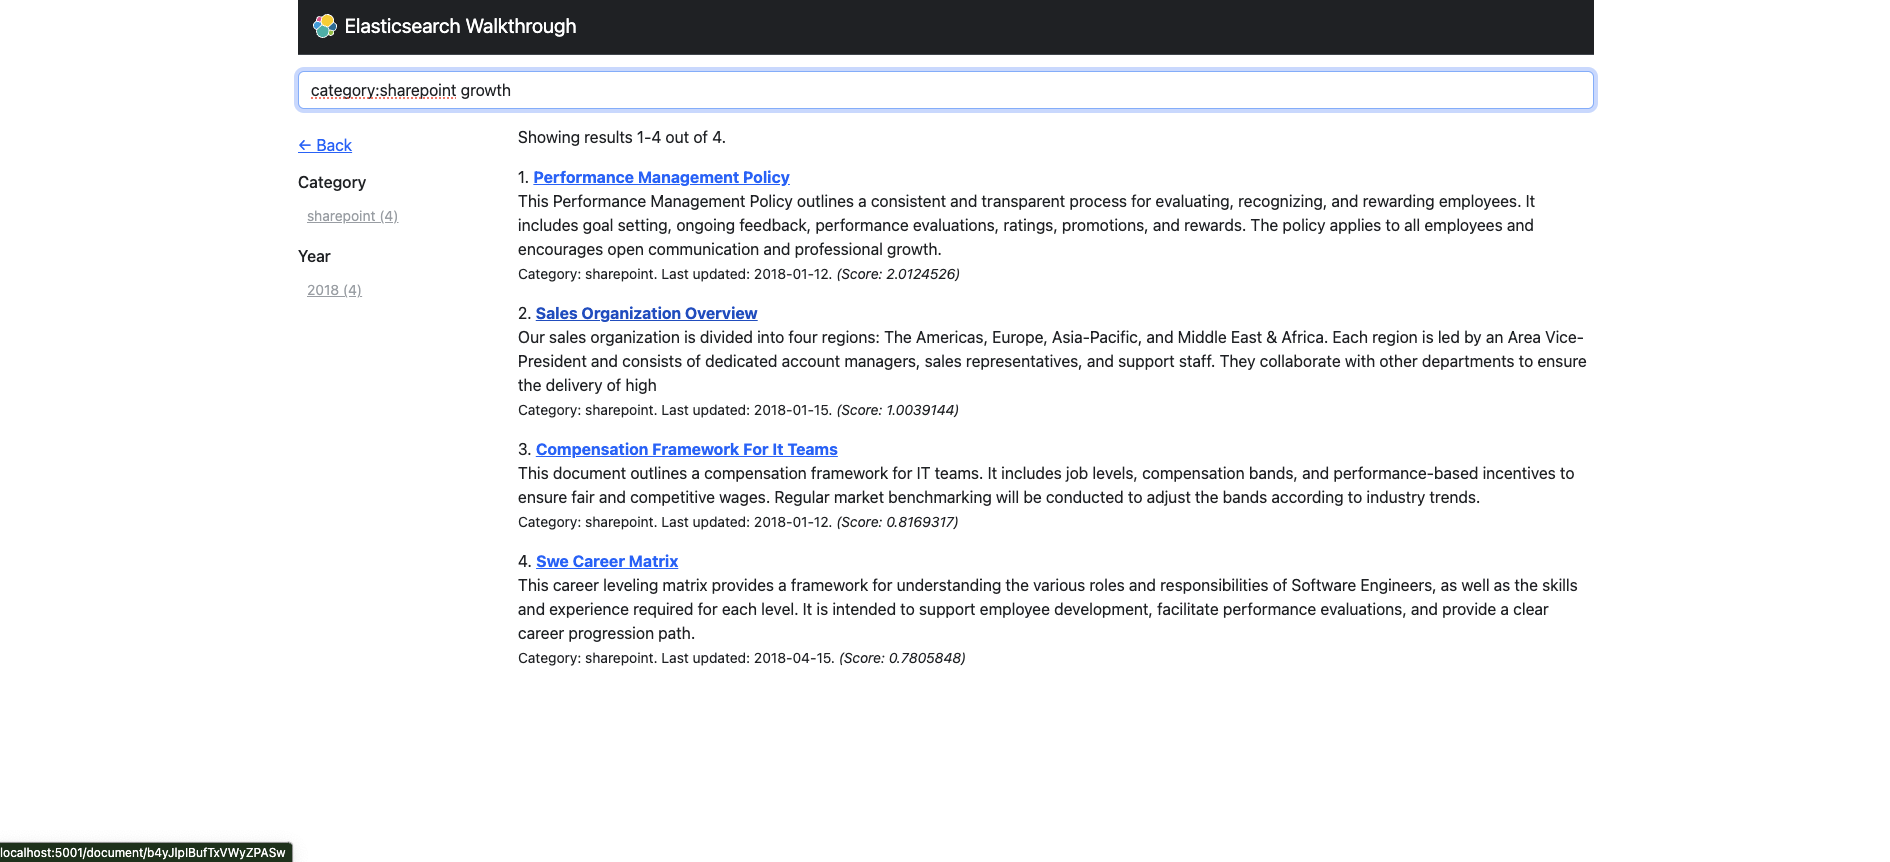 Elasticsearch Walkthrough
category:sharepoint growth
← Back
Category
sharepoint (4)
Year
2018 (4)
Showing results 1-4 out of 4.
1. Performance Management Policy
This Performance Management Policy outlines a consistent and transparent process for evaluating, recognizing, and rewarding employees. It
includes goal setting, ongoing feedback, performance evaluations, ratings, promotions, and rewards. The policy applies to all employees and
encourages open communication and professional growth.
Category: sharepoint. Last updated: 2018-01-12. (Score: 2.0124526)
2. Sales Organization Overview
Our sales organization is divided into four regions: The Americas, Europe, Asia-Pacific, and Middle East & Africa. Each region is led by an Area Vice-
President and consists of dedicated account managers, sales representatives, and support staff. They collaborate with other departments to ensure
the delivery of high
Category: sharepoint. Last updated: 2018-01-15. (Score: 1.0039144)
3. Compensation Framework For It Teams
This document outlines a compensation framework for IT teams. It includes job levels, compensation bands, and performance-based incentives to
ensure fair and competitive wages. Regular market benchmarking will be conducted to adjust the bands according to industry trends.
Category: sharepoint. Last updated: 2018-01-12. (Score: 0.8169317)
4. Swe Career Matrix
This career leveling matrix provides a framework for understanding the various roles and responsibilities of Software Engineers, as well as the skills
and experience required for each level. It is intended to support employee development, facilitate performance evaluations, and provide a clear
career progression path.
Category: sharepoint. Last updated: 2018-04-15. (Score: 0.7805848)
localhost:5001/document/b4yJIpIBufTxVWyZPASw